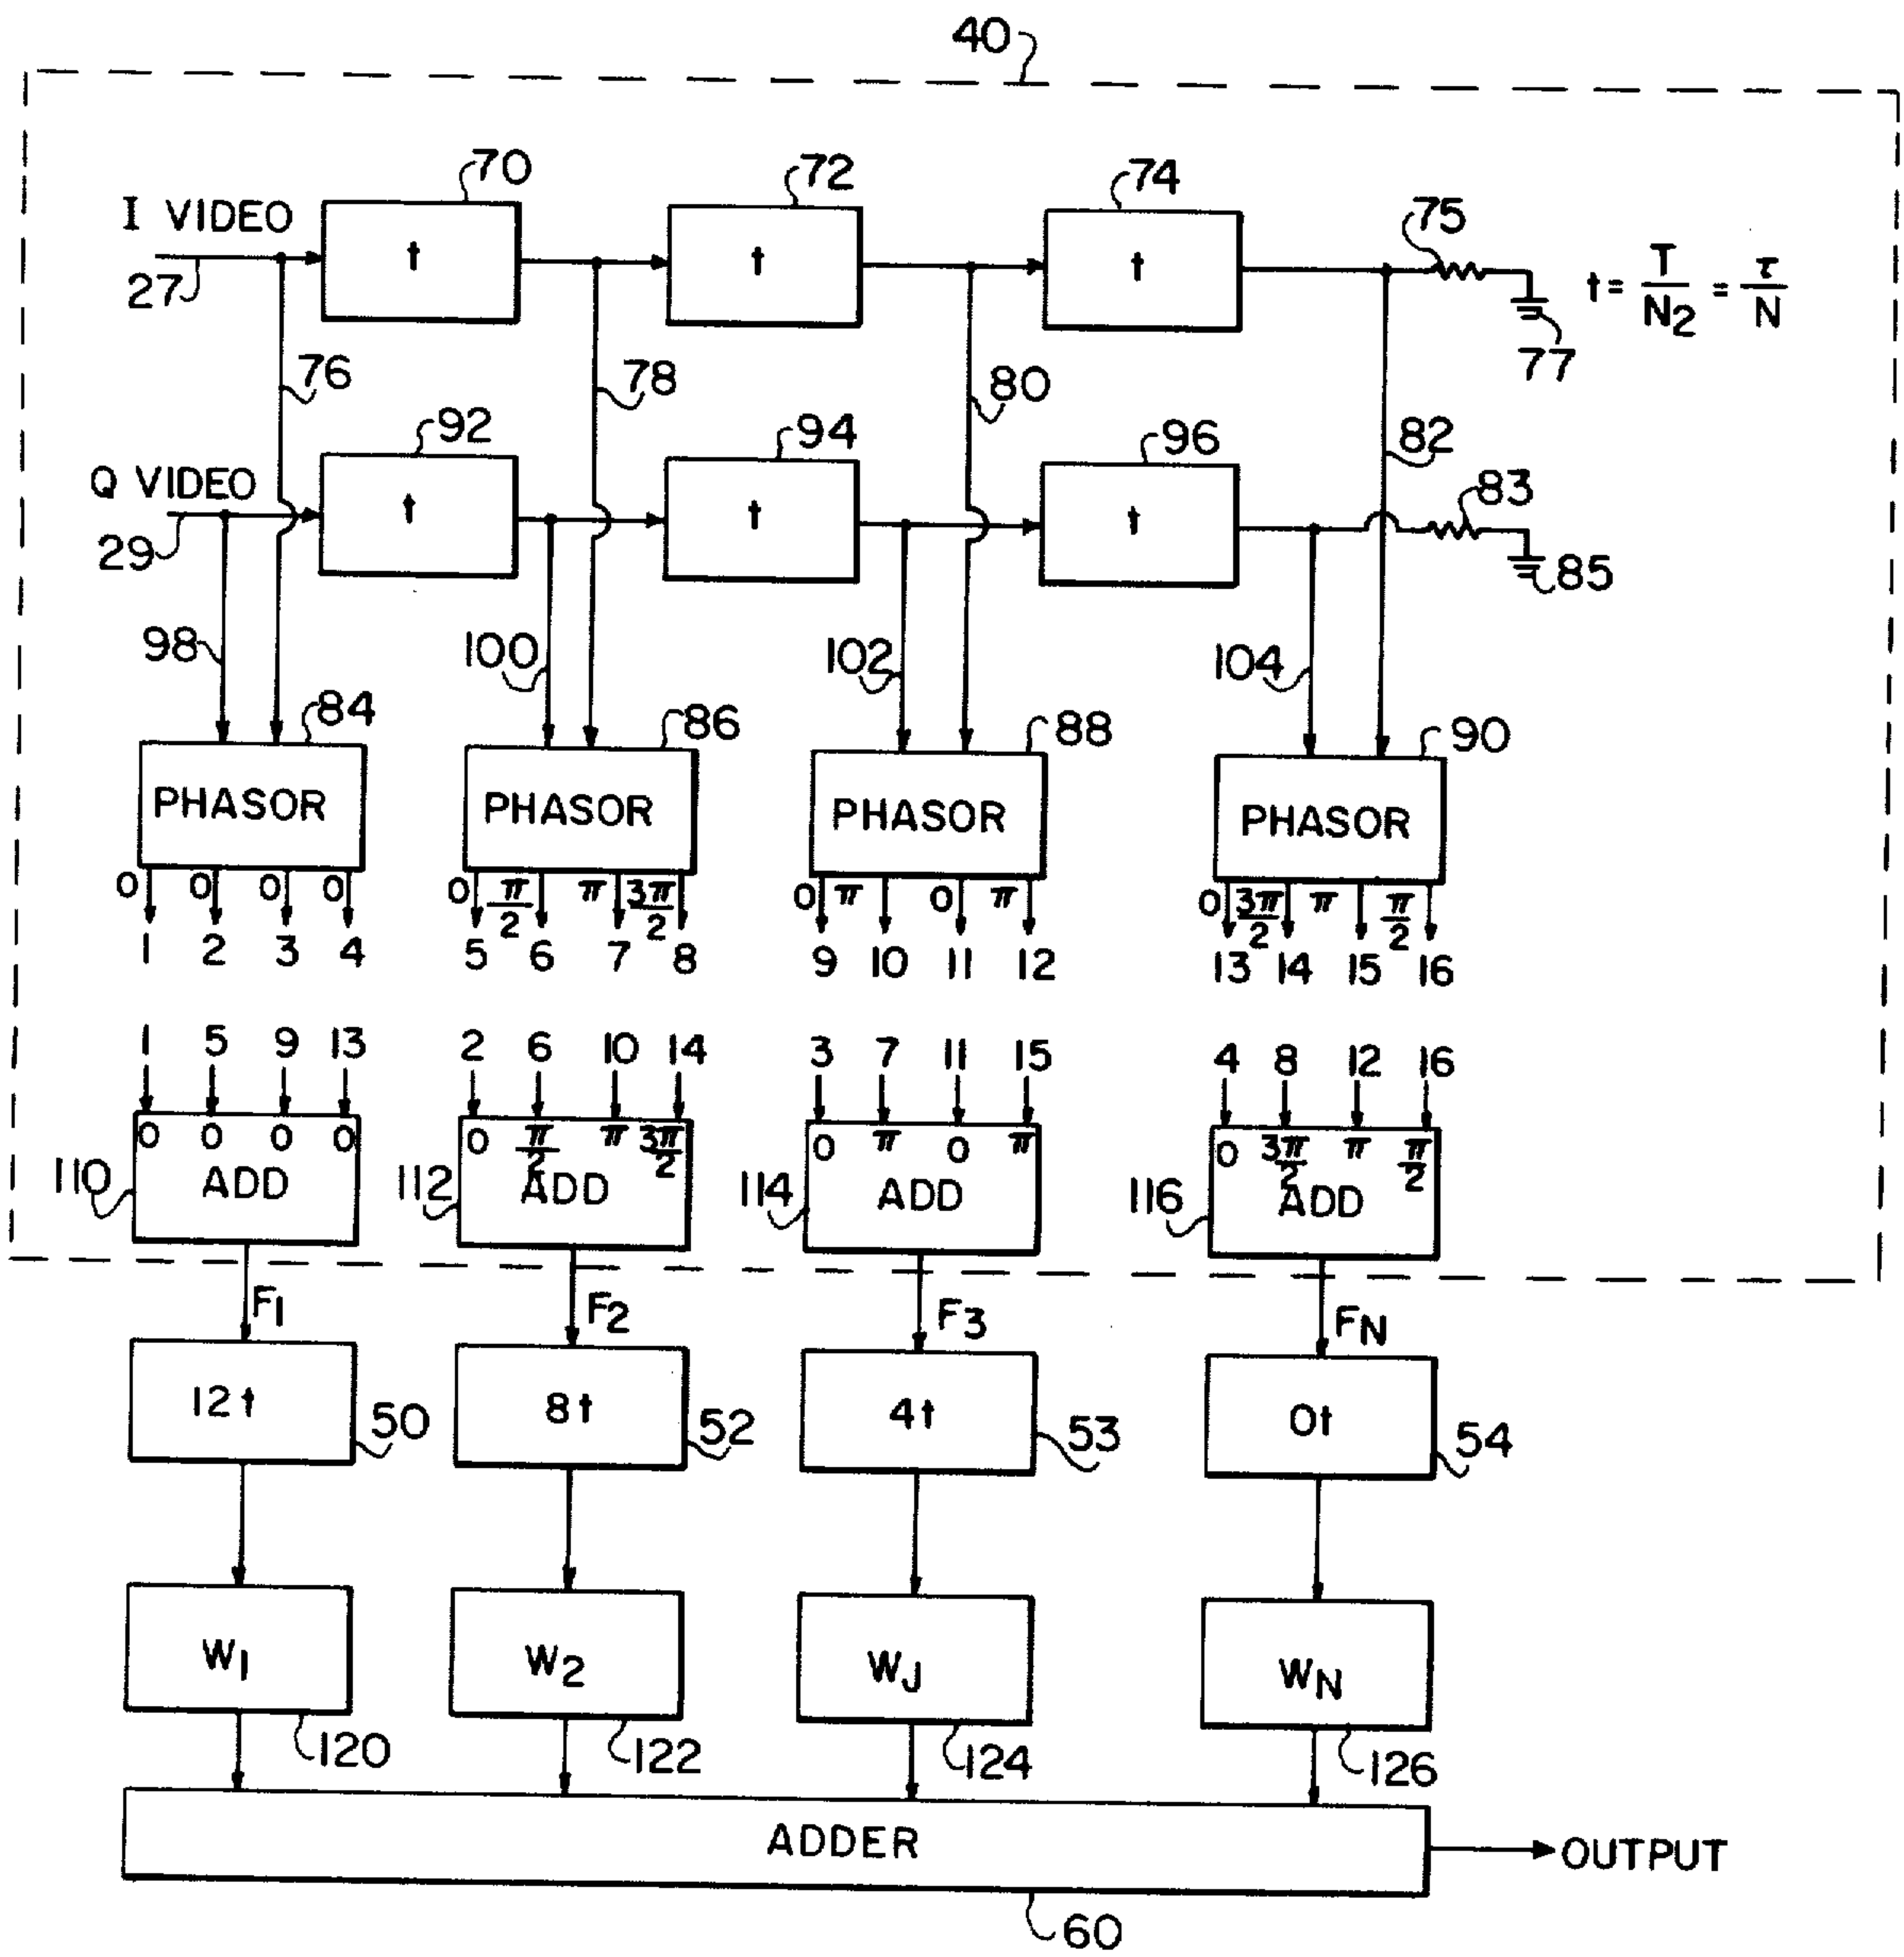 40
70
72
74
I VIDEO
t
t
t
75
t = T/N2 = τ/N
27
77
76
78
80
82
92
94
96
Q VIDEO
t
t
t
83
29
85
98
100
102
104
84
86
88
90
PHASOR
PHASOR
PHASOR
PHASOR
0 0 0 0
0 π/2 π 3π/2
0 π 0 π
0 3π/2 π π/2
1 2 3 4
5 6 7 8
9 10 11 12
13 14 15 16
1 5 9 13
2 6 10 14
3 7 11 15
4 8 12 16
0 0 0 0
0 π/2 π 3π/2
0 π 0 π
0 3π/2 π π/2
110
ADD
112
ADD
114
ADD
116
ADD
F1
F2
F3
FN
12t
50
8t
52
4t
53
0t
54
W1
W2
WJ
WN
120
122
124
126
ADDER
OUTPUT
60